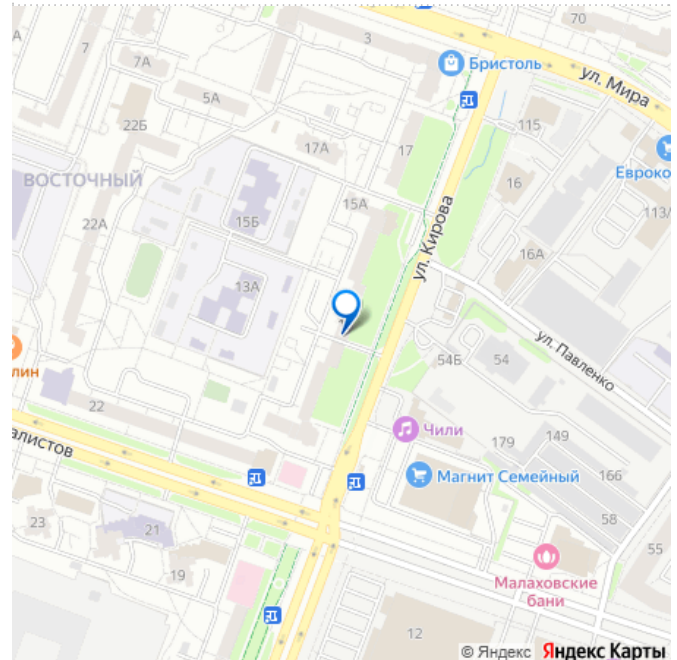 70
3
7
7А
Бристоль
ул. Мира
5А
22Б
115
17А
17
Евроко
ВОСТОЧНЫЙ
16
15А
113/
22А
15Б
ул. Кирова
16А
13А
ул. Павленко
54Б
54
лин
22
Чили
179
149
алистов
Магнит Семейный
166
23
21
58
55
19
Малаховские
бани
12
© Яндекс Яндекс Карты